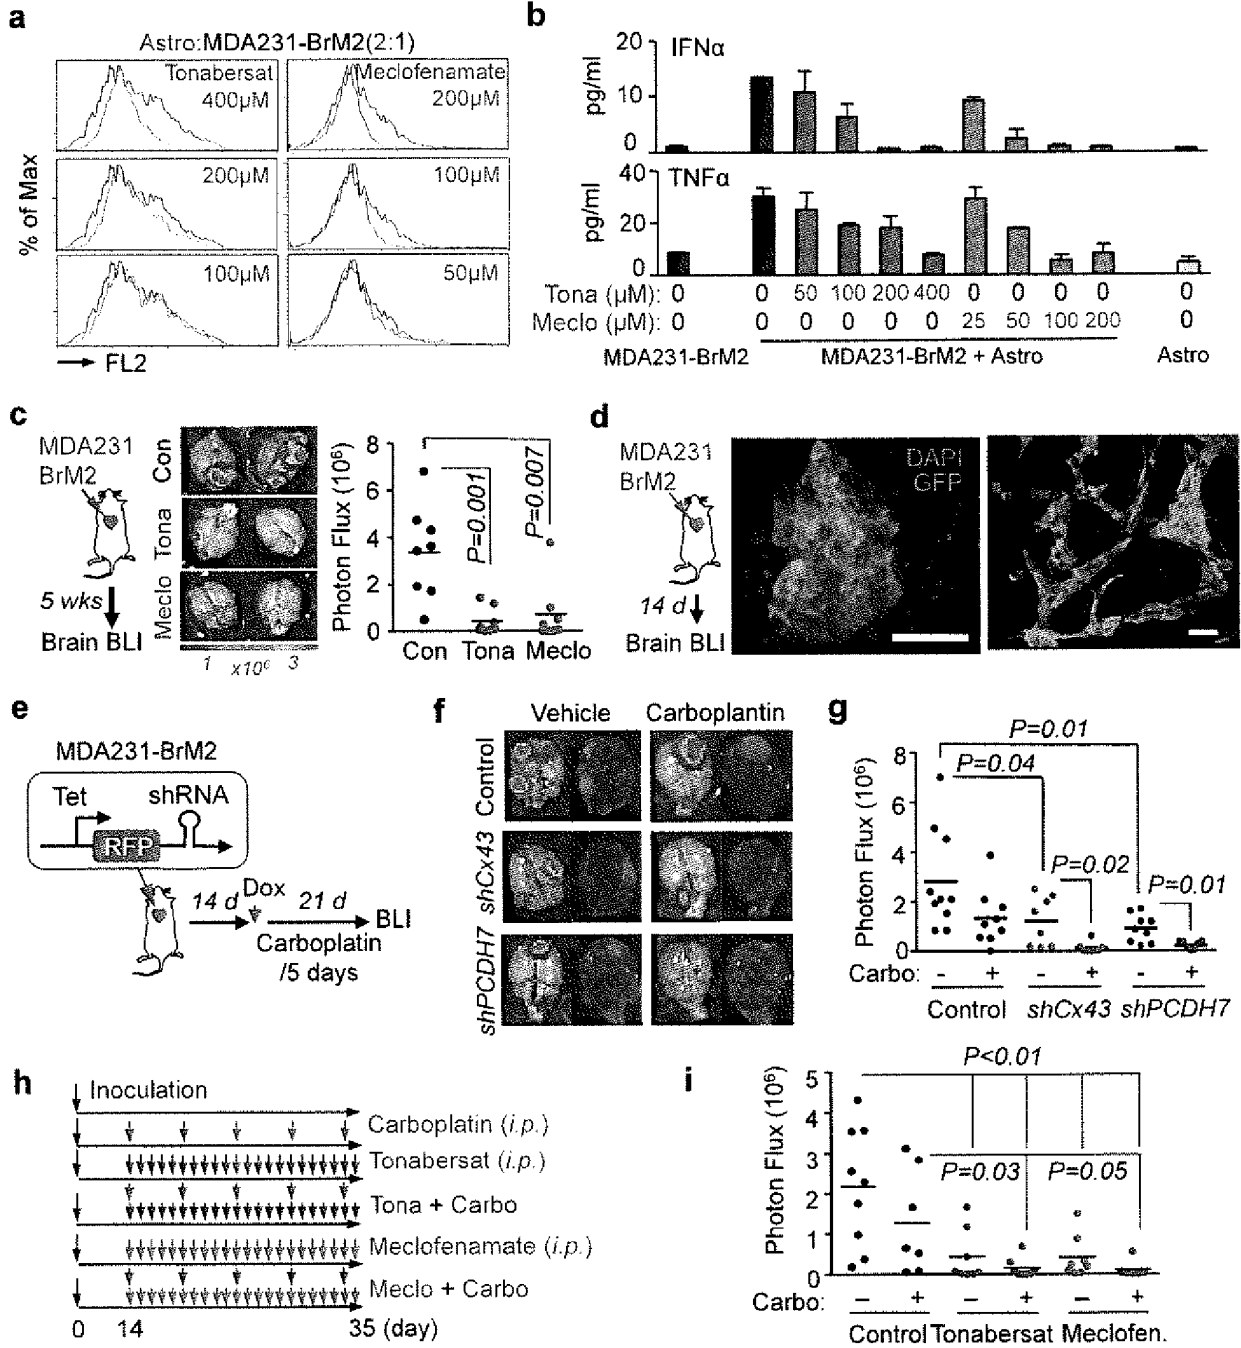 a
Astro:MDA231-BrM2(2:1)
Tonabersat
400µM
Meclofenamate
200µM
200µM
100µM
100µM
50µM
% of Max
FL2
b
IFNα
20
10
0
pg/ml
TNFα
40
20
0
pg/ml
Tona (µM): 0 0 50 100 200 400 0 0 0 0 0
Meclo (µM): 0 0 0 0 0 0 25 50 100 200 0
MDA231-BrM2 MDA231-BrM2 + Astro Astro
c
MDA231
BrM2
5 wks
Brain BLI
Con
Tona
Meclo
1 x10⁶ 3
Photon Flux (10⁶)
8
6
4
2
0
P=0.001
P=0.007
Con Tona Meclo
d
MDA231
BrM2
14 d
Brain BLI
DAPI
GFP
e
MDA231-BrM2
Tet shRNA
RFP
14 d Dox 21 d BLI
Carboplatin
/5 days
f
Vehicle Carboplantin
Control
shCx43
shPCDH7
g
P=0.01
P=0.04
P=0.02
P=0.01
Photon Flux (10⁶)
8
6
4
2
0
Carbo: - + - + - +
Control shCx43 shPCDH7
h
Inoculation
Carboplatin (i.p.)
Tonabersat (i.p.)
Tona + Carbo
Meclofenamate (i.p.)
Meclo + Carbo
0 14 35 (day)
i
P<0.01
P=0.03 P=0.05
Photon Flux (10⁶)
5
4
3
2
1
0
Carbo: – + – + – +
Control Tonabersat Meclofen.